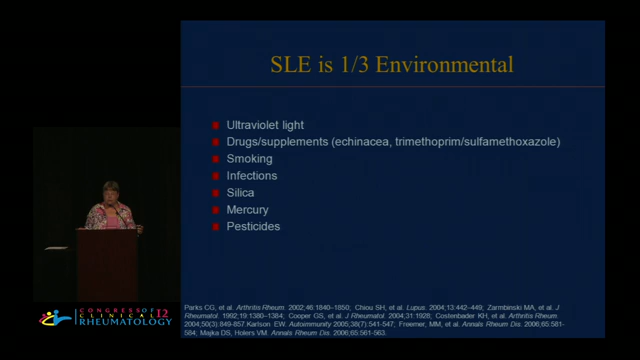 SLE is 1/3 Environmental
Ultraviolet light
Drugs/supplements (echinacea, trimethoprim/sulfamethoxazole)
Smoking
Infections
Silica
Mercury
Pesticides
Parks CG, et al. Arthritis Rheum. 2002;46:1840–1850. Chiou SH, et al. Lupus. 2004;13:442–449. Zarmbinski MA, et al. J
Rheumatol. 1992;19:1380–1384. Cooper GS, et al. J Rheumatol. 2004;31:1928. Costenbader KH, et al. Arthritis Rheum.
2004;50(3):849-857. Karlson EW. Autoimmunity. 2005;38(7):541-547. Freemer, MM, et al. Annals Rheum Dis. 2006;65:581-
584; Majka DS, Holers VM. Annals Rheum Dis. 2006;65:561-563.
CONGRESS OF 12
CLINICAL
RHEUMATOLOGY